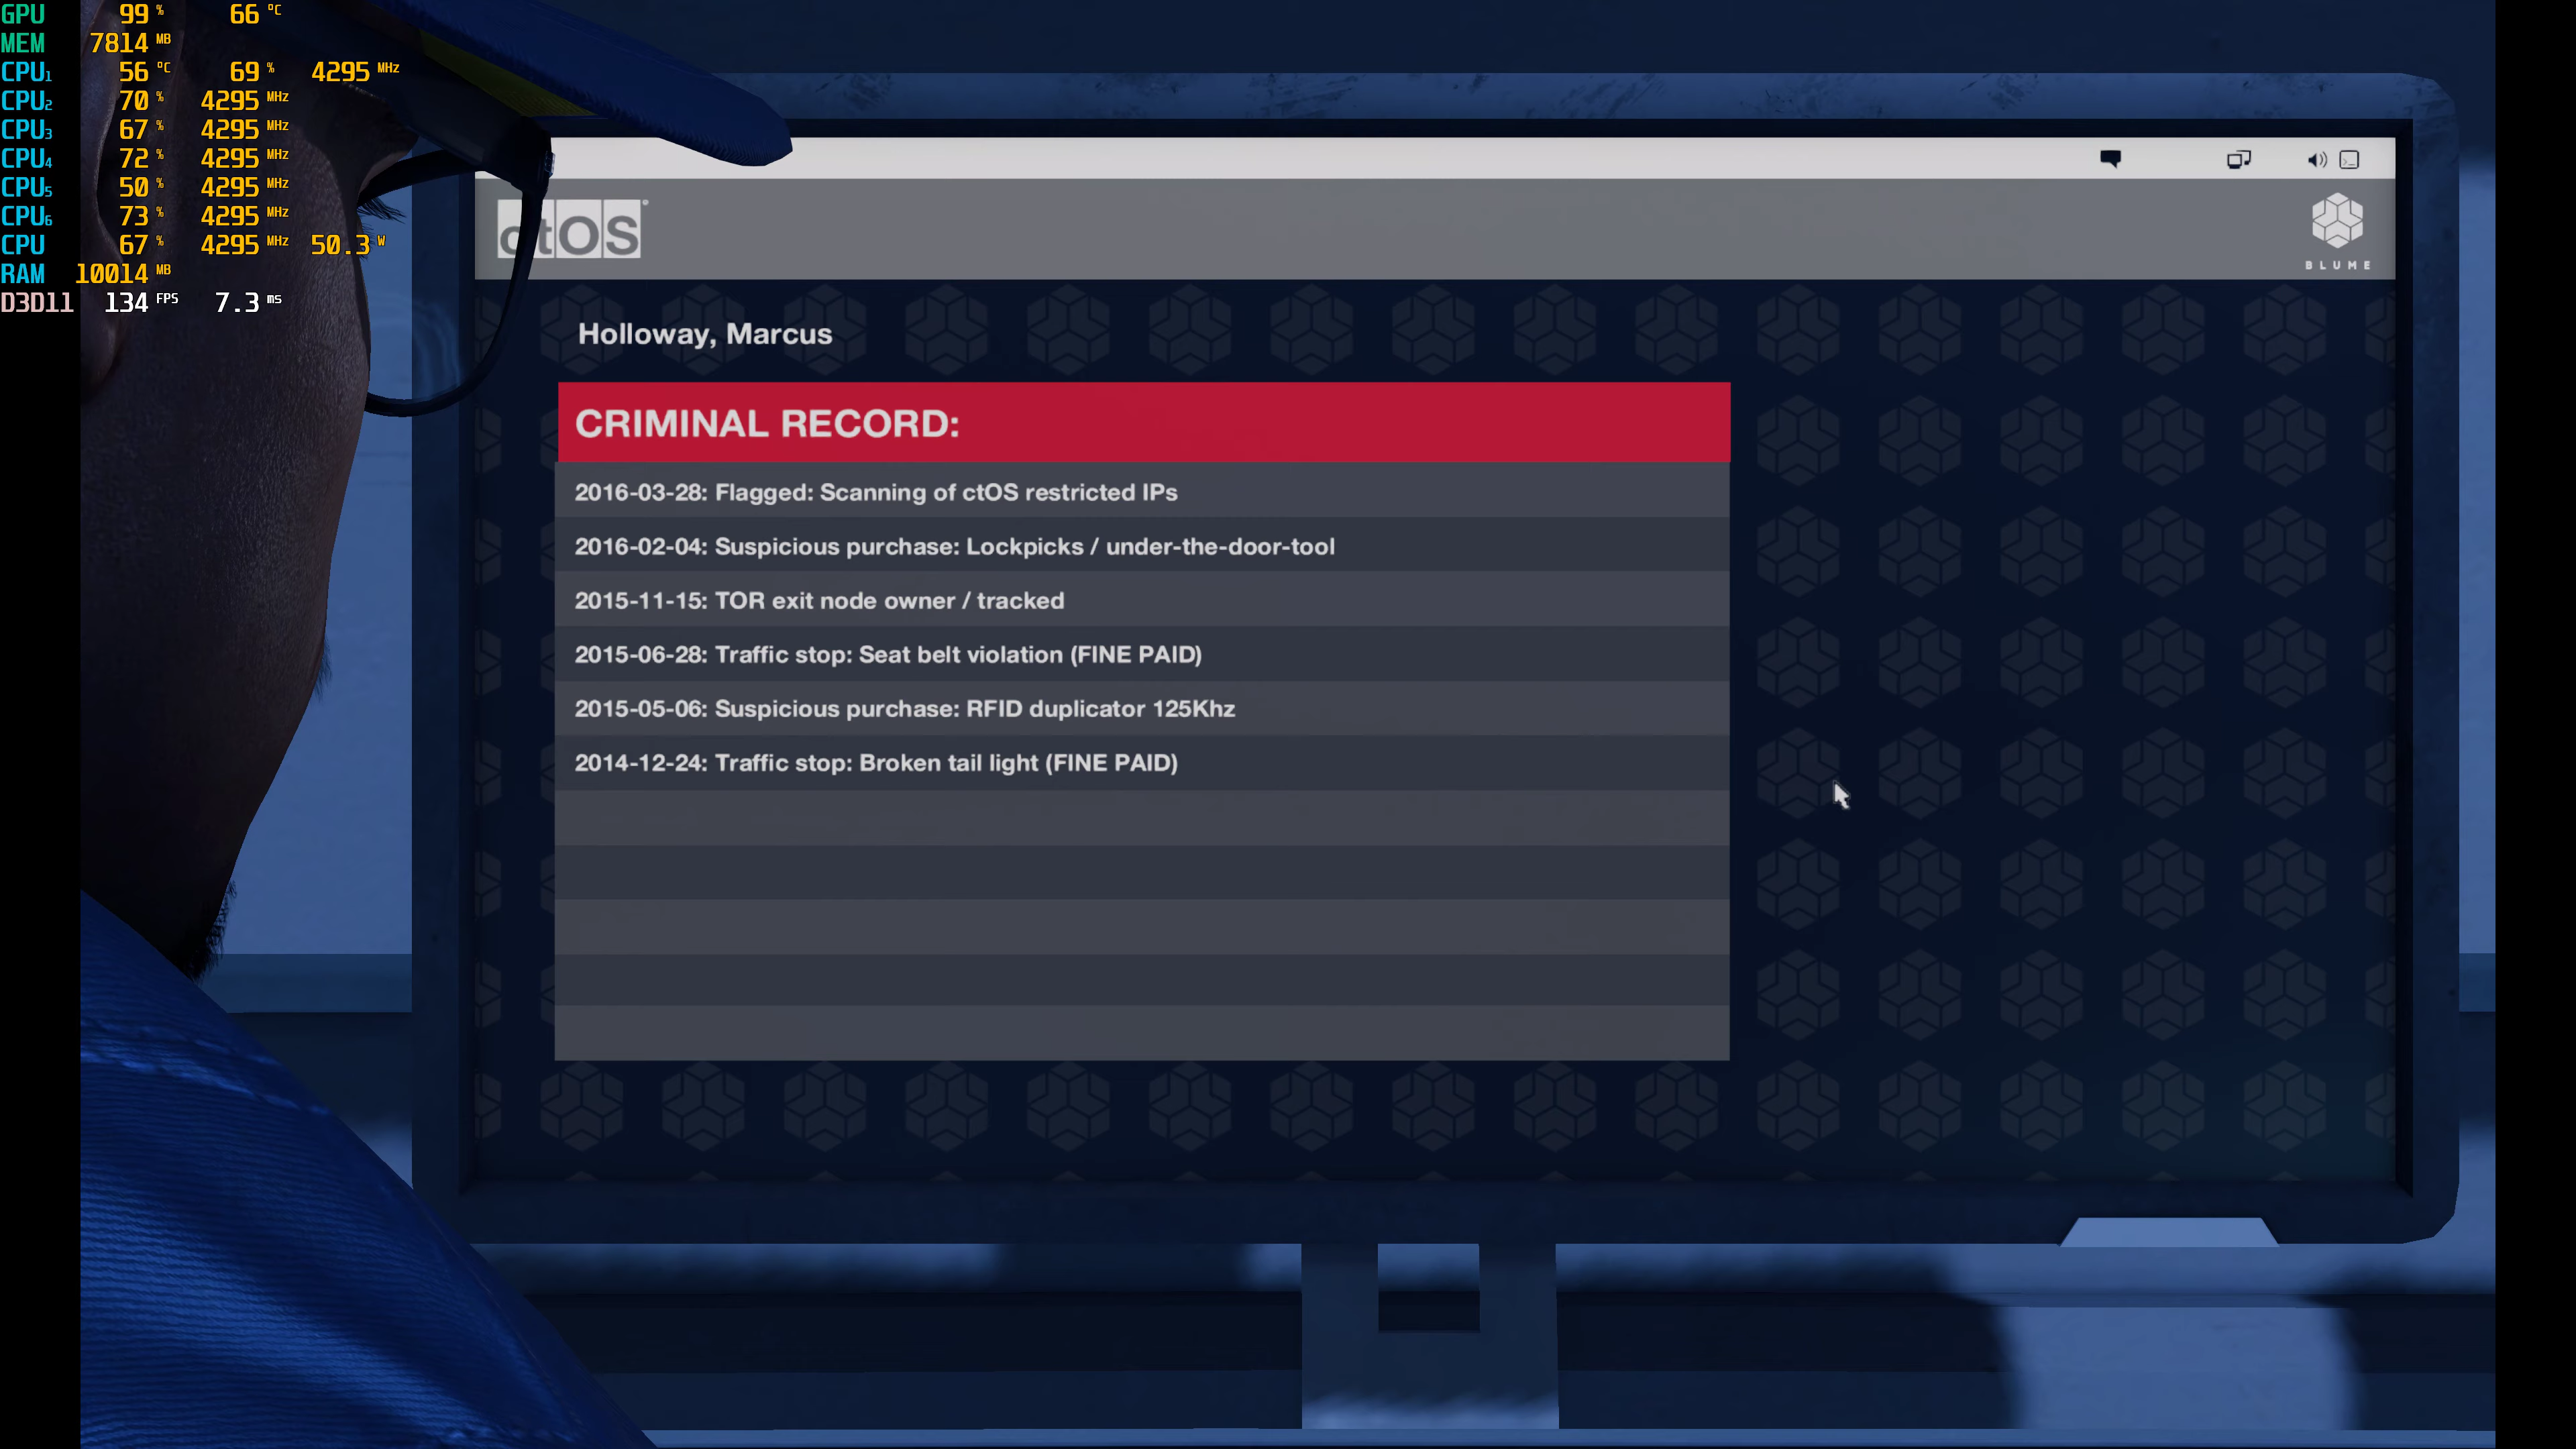 GPU 99 % 66 °C
MEM 7814 MB
CPU1 56 °C 69 % 4295 MHz
CPU2 70 % 4295 MHz
CPU3 67 % 4295 MHz
CPU4 72 % 4295 MHz
CPU5 50 % 4295 MHz
CPU6 73 % 4295 MHz
CPU 67 % 4295 MHz 50.3 W
RAM 10014 MB
D3D11 134 FPS 7.3 ms
ctOS
BLUME
Holloway, Marcus
CRIMINAL RECORD:
2016-03-28: Flagged: Scanning of ctOS restricted IPs
2016-02-04: Suspicious purchase: Lockpicks / under-the-door-tool
2015-11-15: TOR exit node owner / tracked
2015-06-28: Traffic stop: Seat belt violation (FINE PAID)
2015-05-06: Suspicious purchase: RFID duplicator 125Khz
2014-12-24: Traffic stop: Broken tail light (FINE PAID)